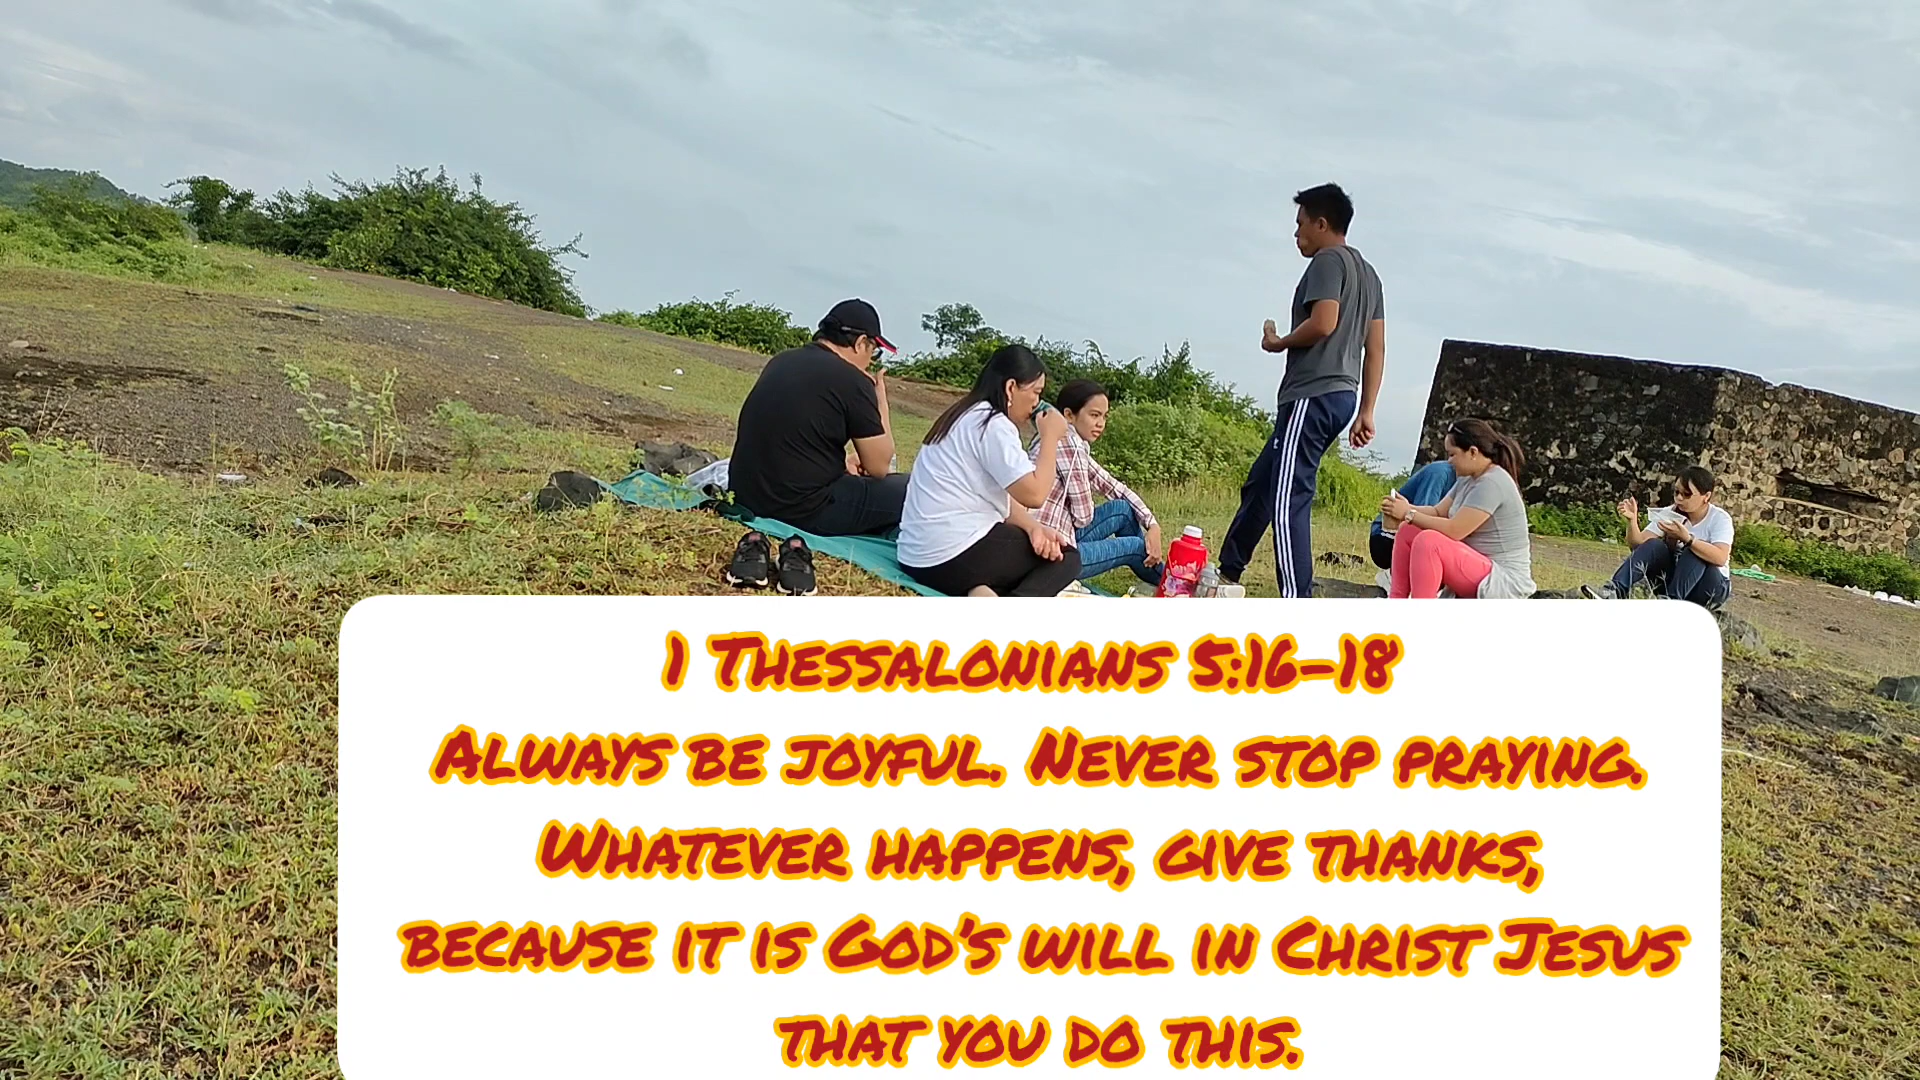 1 Thessalonians 5:16-18
Always be joyful. Never stop praying.
Whatever happens, give thanks,
because it is God's will in Christ Jesus
that you do this.